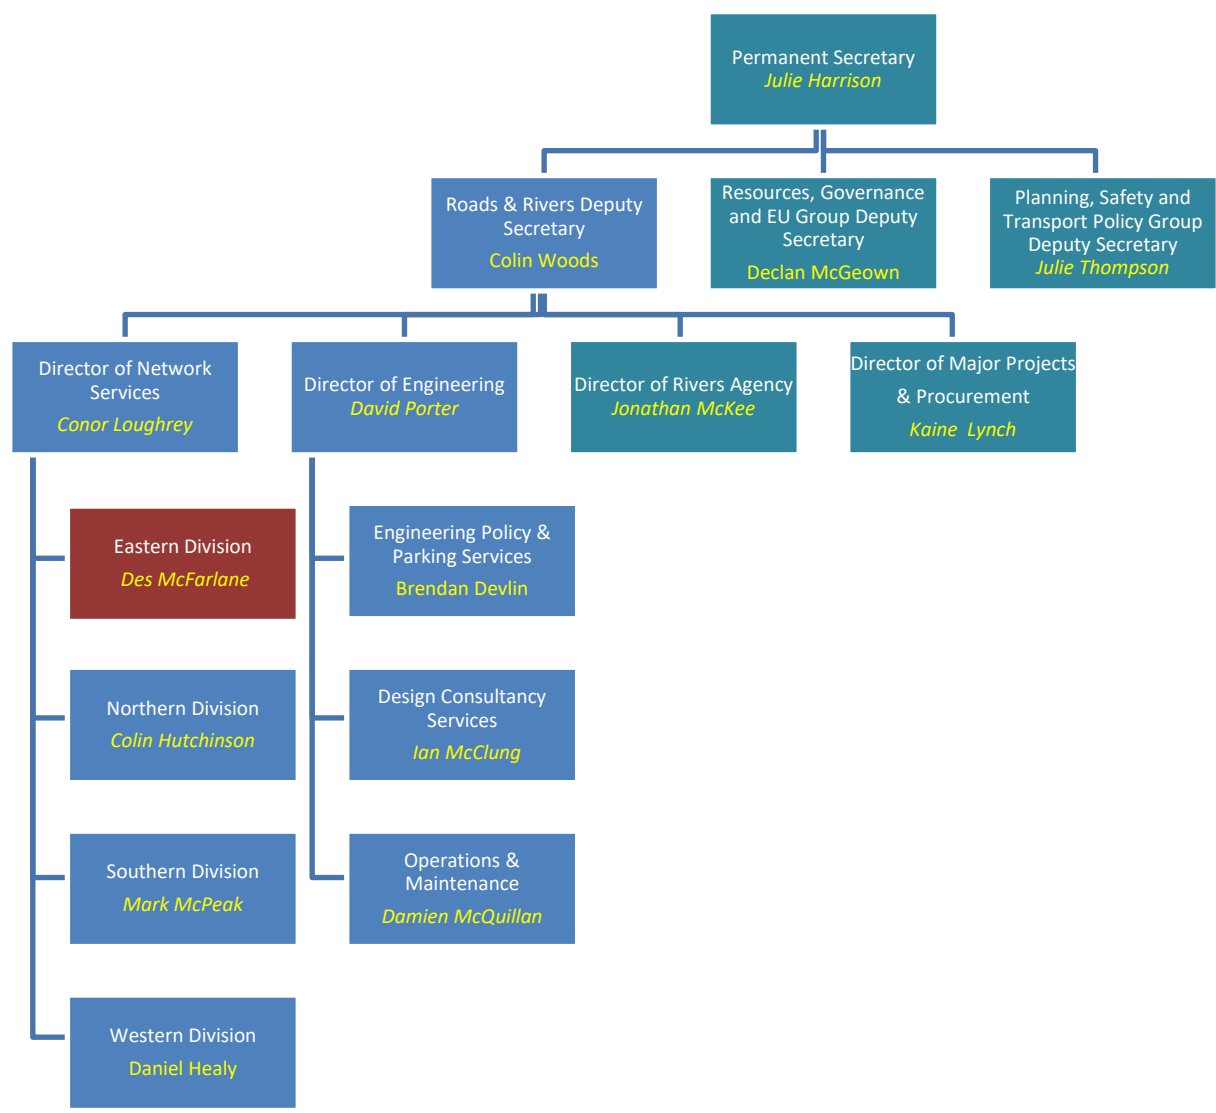 Permanent Secretary
Julie Harrison
Roads & Rivers Deputy
Secretary
Colin Woods
Resources, Governance
and EU Group Deputy
Secretary
Declan McGeown
Planning, Safety and
Transport Policy Group
Deputy Secretary
Julie Thompson
Director of Network
Services
Conor Loughrey
Director of Engineering
David Porter
Director of Rivers Agency
Jonathan McKee
Director of Major Projects
& Procurement
Kaine Lynch
Eastern Division
Des McFarlane
Northern Division
Colin Hutchinson
Southern Division
Mark McPeak
Western Division
Daniel Healy
Engineering Policy &
Parking Services
Brendan Devlin
Design Consultancy
Services
Ian McClung
Operations &
Maintenance
Damien McQuillan